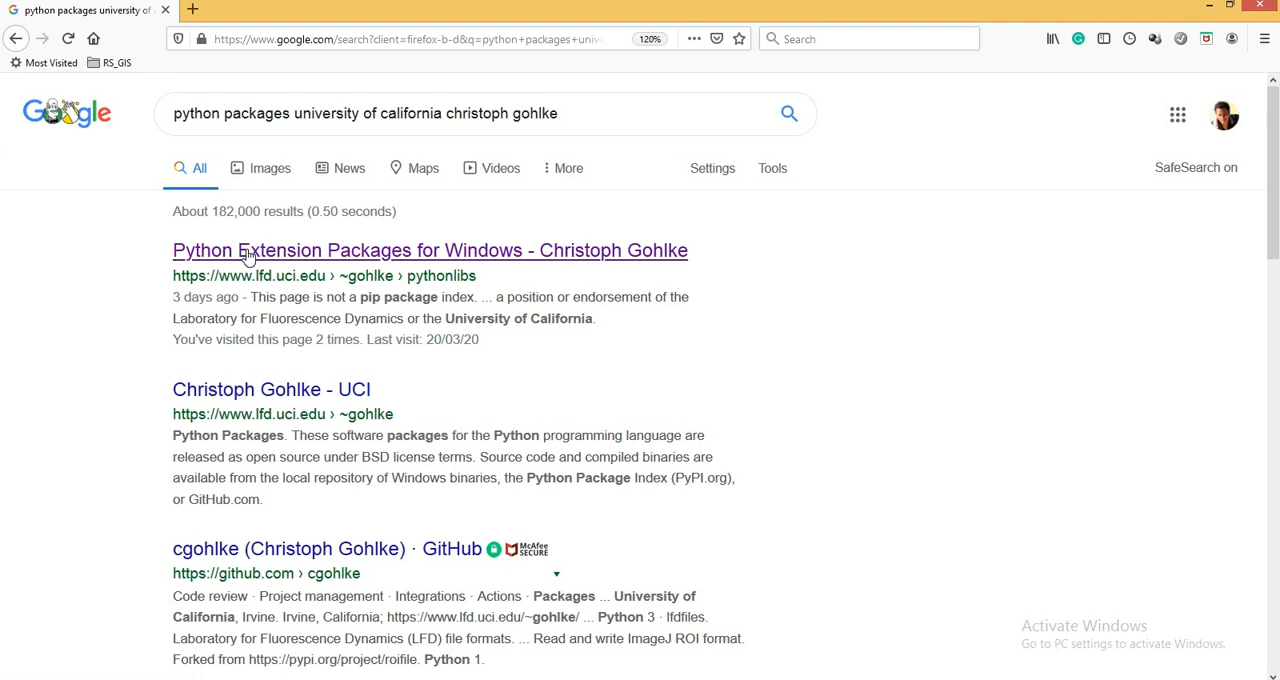 python packages university of
https://www.google.com/search?client=firefox-b-d&q=python+packages+univ
120%
Search
Most Visited
RS_GIS
Google
python packages university of california christoph gohlke
All
Images
News
Maps
Videos
More
Settings
Tools
SafeSearch on
About 182,000 results (0.50 seconds)
Python Extension Packages for Windows - Christoph Gohlke
https://www.lfd.uci.edu › ~gohlke › pythonlibs
3 days ago - This page is not a pip package index. ... a position or endorsement of the
Laboratory for Fluorescence Dynamics or the University of California.
You've visited this page 2 times. Last visit: 20/03/20
Christoph Gohlke - UCI
https://www.lfd.uci.edu › ~gohlke
Python Packages. These software packages for the Python programming language are
released as open source under BSD license terms. Source code and compiled binaries are
available from the local repository of Windows binaries, the Python Package Index (PyPI.org),
or GitHub.com.
cgohlke (Christoph Gohlke) · GitHub McAfee SECURE
https://github.com › cgohlke
Code review · Project management · Integrations · Actions · Packages ... University of
California, Irvine. Irvine, California; https://www.lfd.uci.edu/~gohlke/ ... Python 3 · lfdfiles.
Laboratory for Fluorescence Dynamics (LFD) file formats. ... Read and write ImageJ ROI format.
Forked from https://pypi.org/project/roifile. Python 1.
Activate Windows
Go to PC settings to activate Windows.